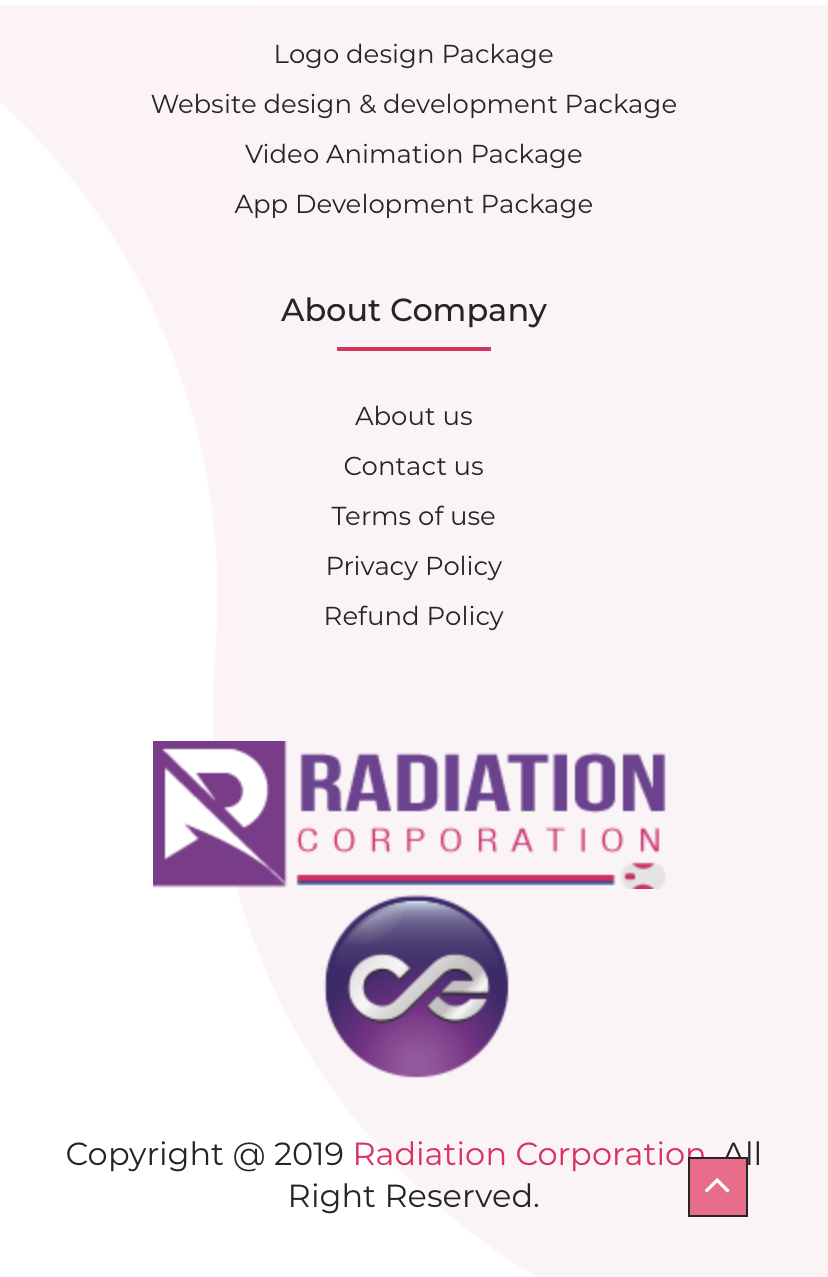 Logo design Package
Website design & development Package
Video Animation Package
App Development Package
About Company
About us
Contact us
Terms of use
Privacy Policy
Refund Policy
RADIATION
CORPORATION
ce
Copyright @ 2019 Radiation Corporation. All
Right Reserved.